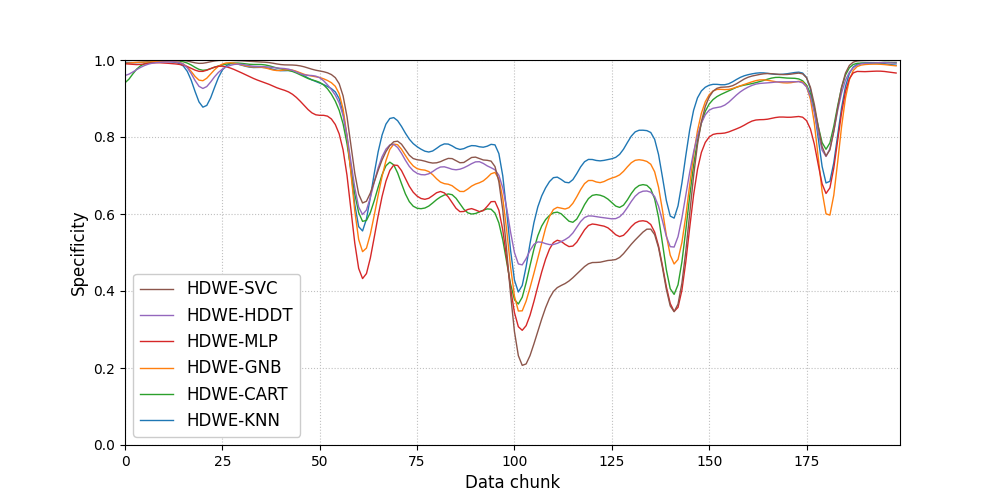 1.0
0.8
0.6
0.4
0.2
0.0
Specificity
HDWE-SVC
HDWE-HDDT
HDWE-MLP
HDWE-GNB
HDWE-CART
HDWE-KNN
0 25 50 75 100 125 150 175
Data chunk